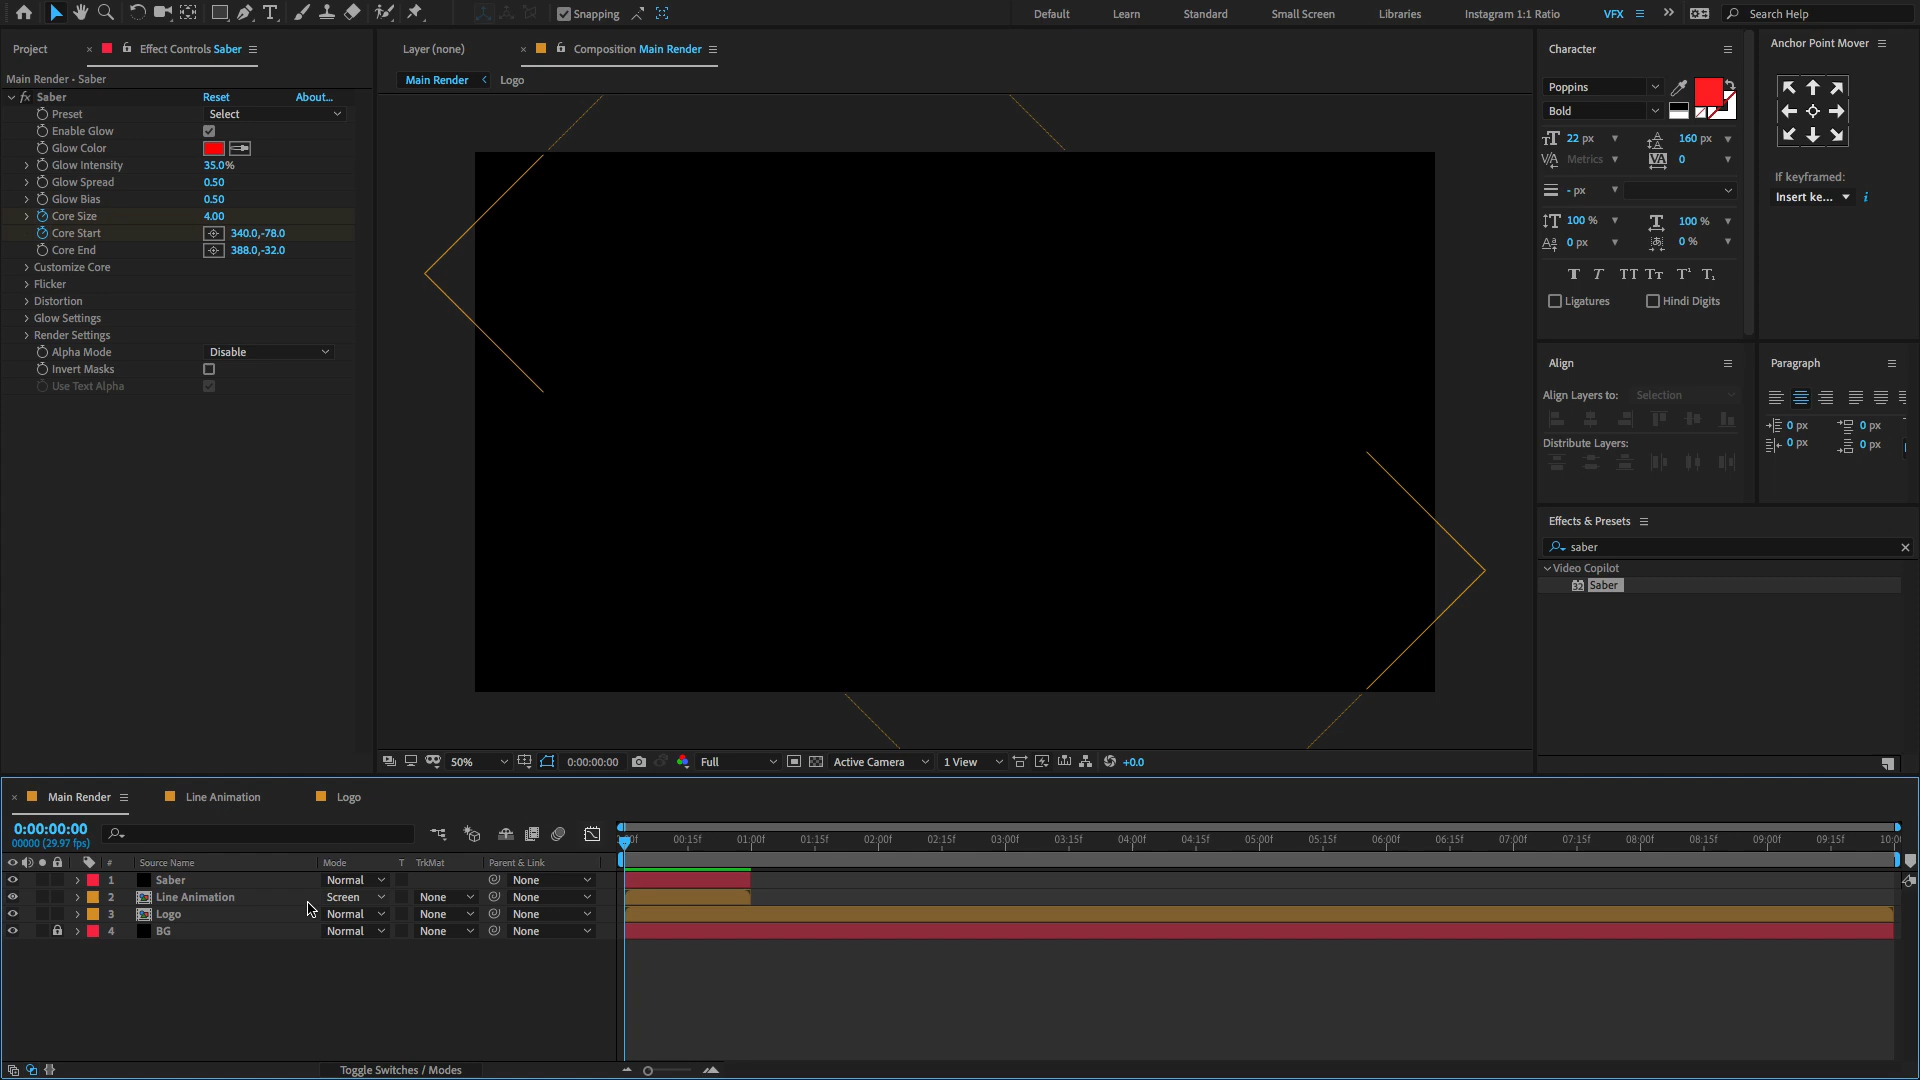 Snapping
Default
Learn
Standard
Small Screen
Libraries
Instagram 1:1 Ratio
VFX
Search Help
Project
Effect Controls Saber
Layer (none)
Composition Main Render
Main Render
Logo
Character
Anchor Point Mover
Main Render • Saber
Saber
Reset
About...
Preset
Select
Enable Glow
Glow Color
Glow Intensity
35.0%
Glow Spread
0.50
Glow Bias
0.50
Core Size
4.00
Core Start
340.0,-78.0
Core End
388.0,-32.0
Customize Core
Flicker
Distortion
Glow Settings
Render Settings
Alpha Mode
Disable
Invert Masks
Use Text Alpha
Poppins
Bold
22 px
160 px
Metrics
0
- px
100 %
100 %
0 px
0 %
Ligatures
Hindi Digits
If keyframed:
Insert ke...
Align
Align Layers to:
Selection
Distribute Layers:
Paragraph
0 px
0 px
0 px
0 px
Effects & Presets
saber
Video Copilot
Saber
50%
0:00:00:00
Full
Active Camera
1 View
+0.0
Main Render
Line Animation
Logo
0:00:00:00
00000 (29.97 fps)
00:15f
01:00f
01:15f
02:00f
02:15f
03:00f
03:15f
04:00f
04:15f
05:00f
05:15f
06:00f
06:15f
07:00f
07:15f
08:00f
08:15f
09:00f
09:15f
#
Source Name
Mode
T
TrkMat
Parent & Link
1
Saber
Normal
None
2
Line Animation
Screen
None
None
3
Logo
Normal
None
None
4
BG
Normal
None
None
Toggle Switches / Modes